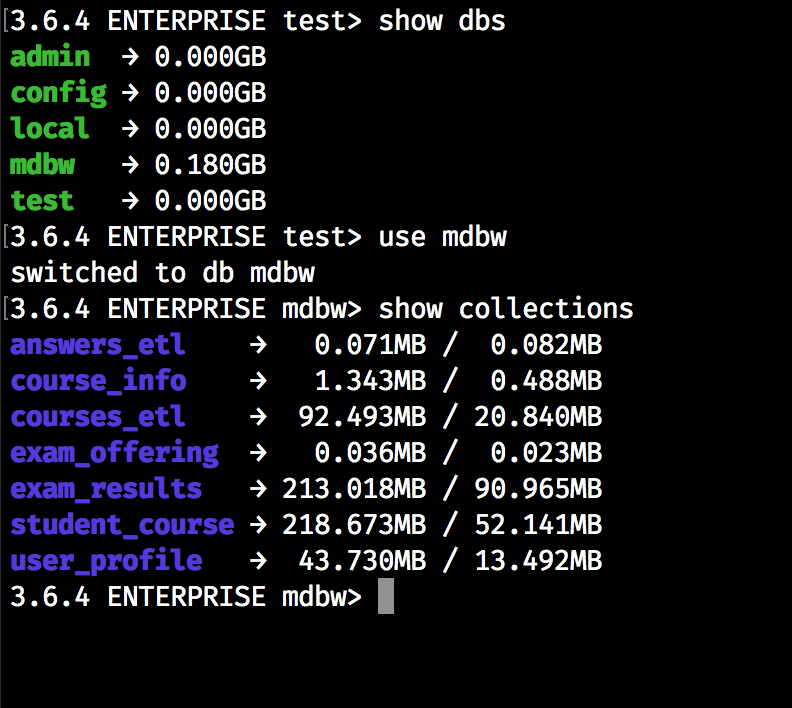 [3.6.4 ENTERPRISE test> show dbs
admin → 0.000GB
config → 0.000GB
local → 0.000GB
mdbw → 0.180GB
test → 0.000GB
[3.6.4 ENTERPRISE test> use mdbw
switched to db mdbw
[3.6.4 ENTERPRISE mdbw> show collections
answers_etl → 0.071MB / 0.082MB
course_info → 1.343MB / 0.488MB
courses_etl → 92.493MB / 20.840MB
exam_offering → 0.036MB / 0.023MB
exam_results → 213.018MB / 90.965MB
student_course → 218.673MB / 52.141MB
user_profile → 43.730MB / 13.492MB
3.6.4 ENTERPRISE mdbw>